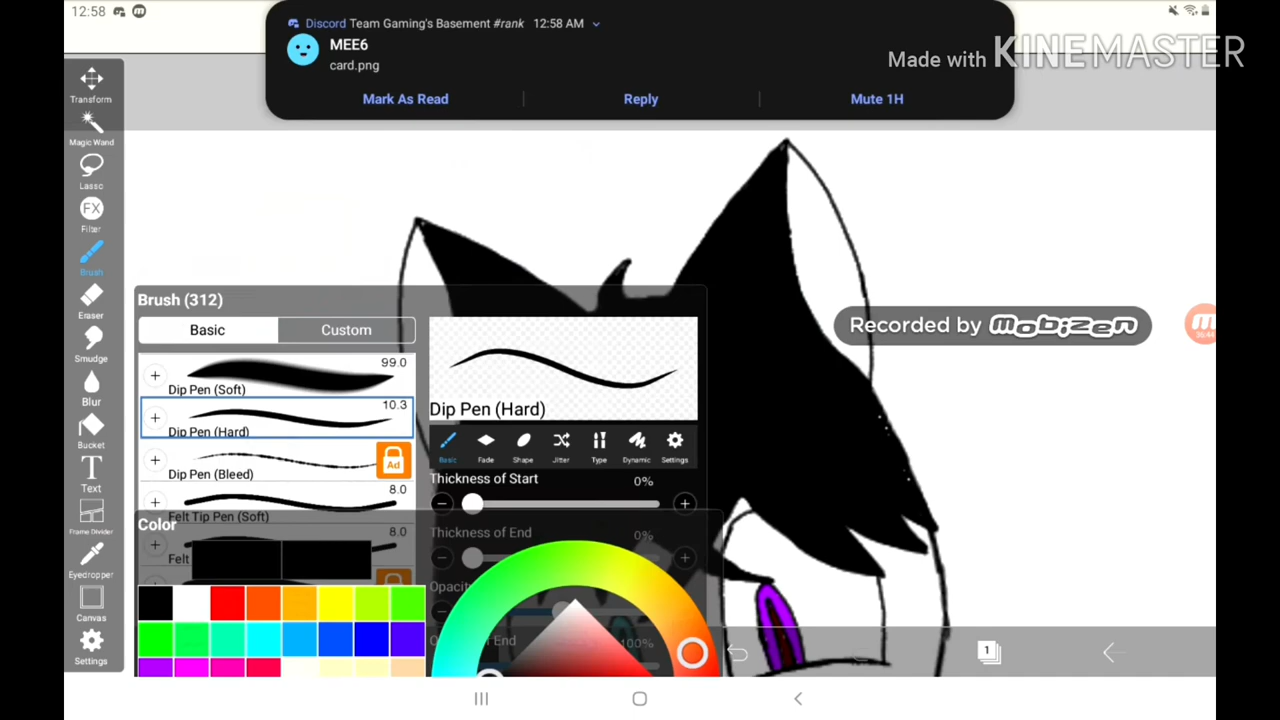 12:58
Discord Team Gaming's Basement #rank 12:58 AM
MEE6
card.png
Mark As Read Reply Mute 1H
Made with KINEMASTER
Transform
Magic Wand
Lasso
FX
Filter
Brush
Eraser
Smudge
Blur
Bucket
T
Text
Frame Divider
Eyedropper
Canvas
Settings
Brush (312)
Basic Custom
99.0
Dip Pen (Soft)
10.3
Dip Pen (Hard)
Ad
Dip Pen (Bleed)
8.0
Felt Tip Pen (Soft)
8.0
Felt
Dip Pen (Hard)
Basic Fade Shape Jitter Type Dynamic Settings
Thickness of Start 0%
Thickness of End 0%
Opacity
End 100%
Color
Recorded by mobizen
1